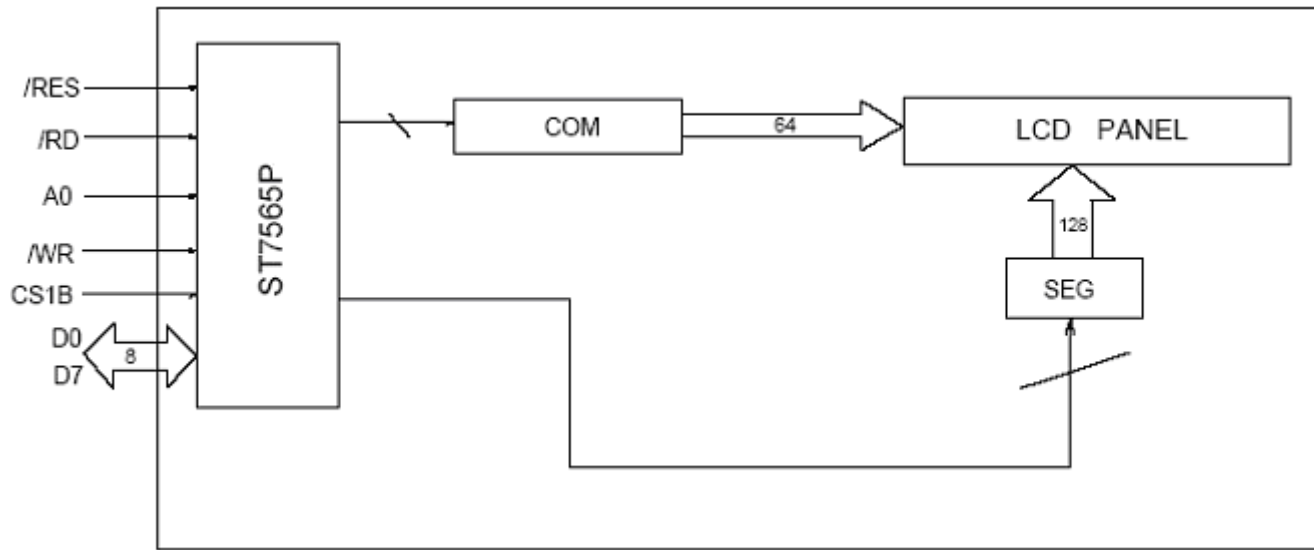 /RES
/RD
A0
/WR
CS1B
D0
D7
8
ST7565P
COM
64
LCD PANEL
128
SEG